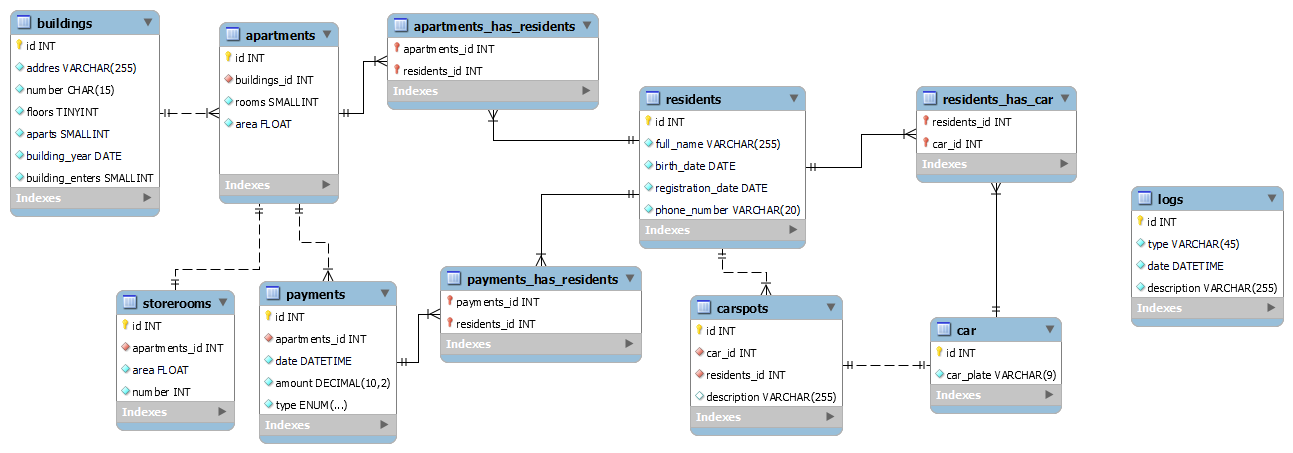 buildings
id INT
addres VARCHAR(255)
number CHAR(15)
floors TINYINT
aparts SMALLINT
building_year DATE
building_enters SMALLINT
Indexes
apartments
id INT
buildings_id INT
rooms SMALLINT
area FLOAT
Indexes
apartments_has_residents
apartments_id INT
residents_id INT
Indexes
residents
id INT
full_name VARCHAR(255)
birth_date DATE
registration_date DATE
phone_number VARCHAR(20)
Indexes
residents_has_car
residents_id INT
car_id INT
Indexes
logs
id INT
type VARCHAR(45)
date DATETIME
description VARCHAR(255)
Indexes
storerooms
id INT
apartments_id INT
area FLOAT
number INT
Indexes
payments
id INT
apartments_id INT
date DATETIME
amount DECIMAL(10,2)
type ENUM(...)
Indexes
payments_has_residents
payments_id INT
residents_id INT
Indexes
carspots
id INT
car_id INT
residents_id INT
description VARCHAR(255)
Indexes
car
id INT
car_plate VARCHAR(9)
Indexes